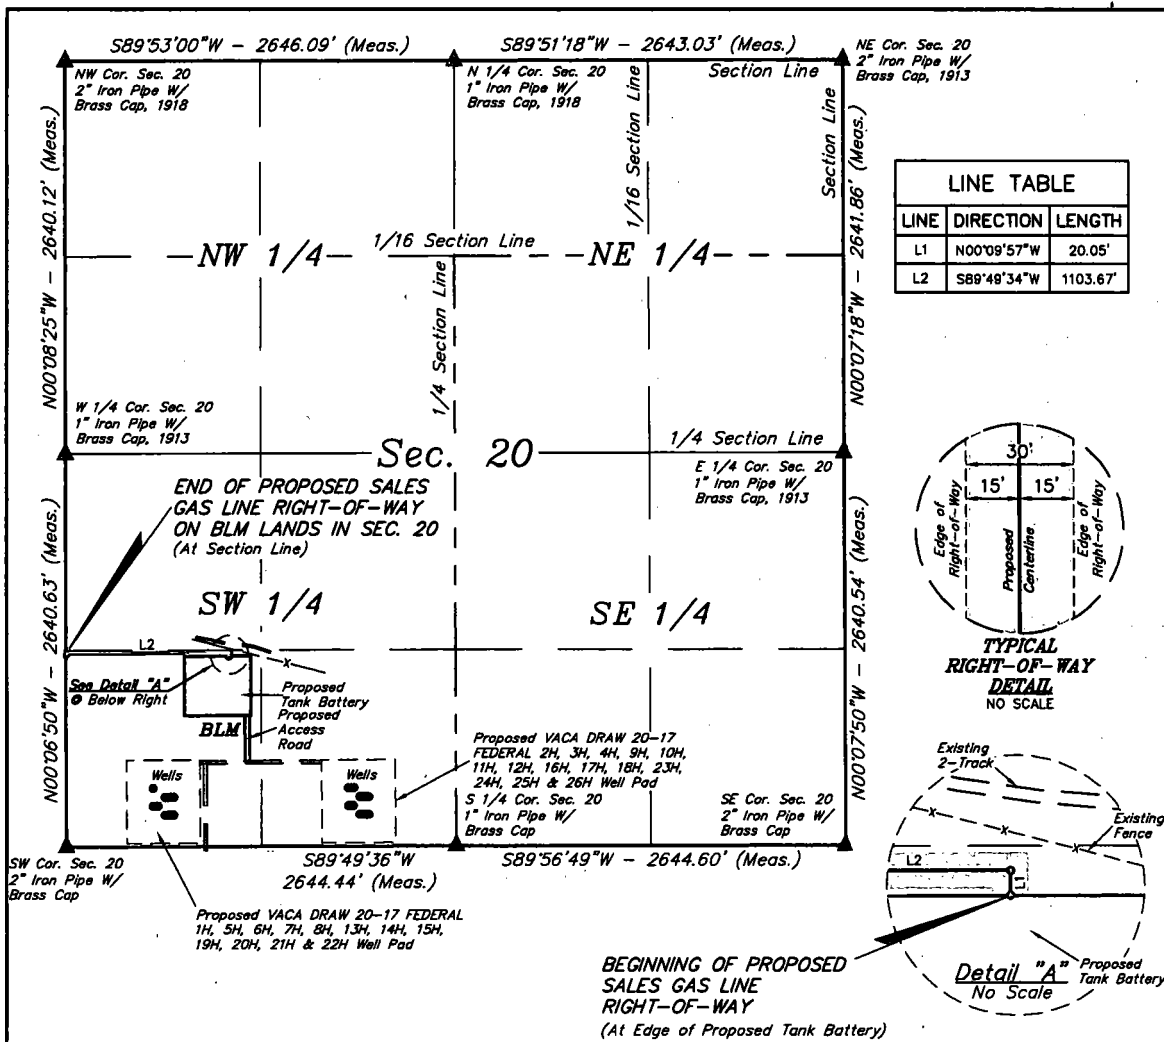 S89°53'00"W - 2646.09' (Meas.)
S89°51'18"W - 2643.03' (Meas.)
NW Cor. Sec. 20
2" Iron Pipe W/
Brass Cap, 1918
N 1/4 Cor. Sec. 20
1" Iron Pipe W/
Brass Cap, 1918
Section Line
NE Cor. Sec. 20
2" Iron Pipe W/
Brass Cap, 1913
N00°08'25"W - 2640.12' (Meas.)
1/16 Section Line
Section Line
N00°07'18"W - 2641.86' (Meas.)
LINE TABLE
LINE DIRECTION LENGTH
L1 N00°09'57"W 20.05'
L2 S89°49'34"W 1103.67'
NW 1/4
1/16 Section Line
NE 1/4
1/4 Section Line
W 1/4 Cor. Sec. 20
1" Iron Pipe W/
Brass Cap, 1913
Sec. 20
1/4 Section Line
E 1/4 Cor. Sec. 20
1" Iron Pipe W/
Brass Cap, 1913
END OF PROPOSED SALES
GAS LINE RIGHT-OF-WAY
ON BLM LANDS IN SEC. 20
(At Section Line)
30'
15' 15'
Edge of
Right-of-Way
Proposed
Centerline
Edge of
Right-of-Way
TYPICAL
RIGHT-OF-WAY
DETAIL
NO SCALE
N00°06'50"W - 2640.63' (Meas.)
SW 1/4
SE 1/4
N00°07'50"W - 2640.54' (Meas.)
L2
x
See Detail "A"
@ Below Right
Proposed
Tank Battery
BLM
Proposed
Access
Road
Wells
Wells
Proposed VACA DRAW 20-17
FEDERAL 2H, 3H, 4H, 9H, 10H,
11H, 12H, 16H, 17H, 18H, 23H,
24H, 25H & 26H Well Pad
S 1/4 Cor. Sec. 20
1" Iron Pipe W/
Brass Cap
SE Cor. Sec. 20
2" Iron Pipe W/
Brass Cap
SW Cor. Sec. 20
2" Iron Pipe W/
Brass Cap
S89°49'36"W
2644.44' (Meas.)
S89°56'49"W - 2644.60' (Meas.)
Proposed VACA DRAW 20-17 FEDERAL
1H, 5H, 6H, 7H, 8H, 13H, 14H, 15H,
19H, 20H, 21H & 22H Well Pad
Existing
2-Track
x
x
x
Existing
Fence
L2
L1
BEGINNING OF PROPOSED
SALES GAS LINE
RIGHT-OF-WAY
(At Edge of Proposed Tank Battery)
Detail "A"
No Scale
Proposed
Tank Battery